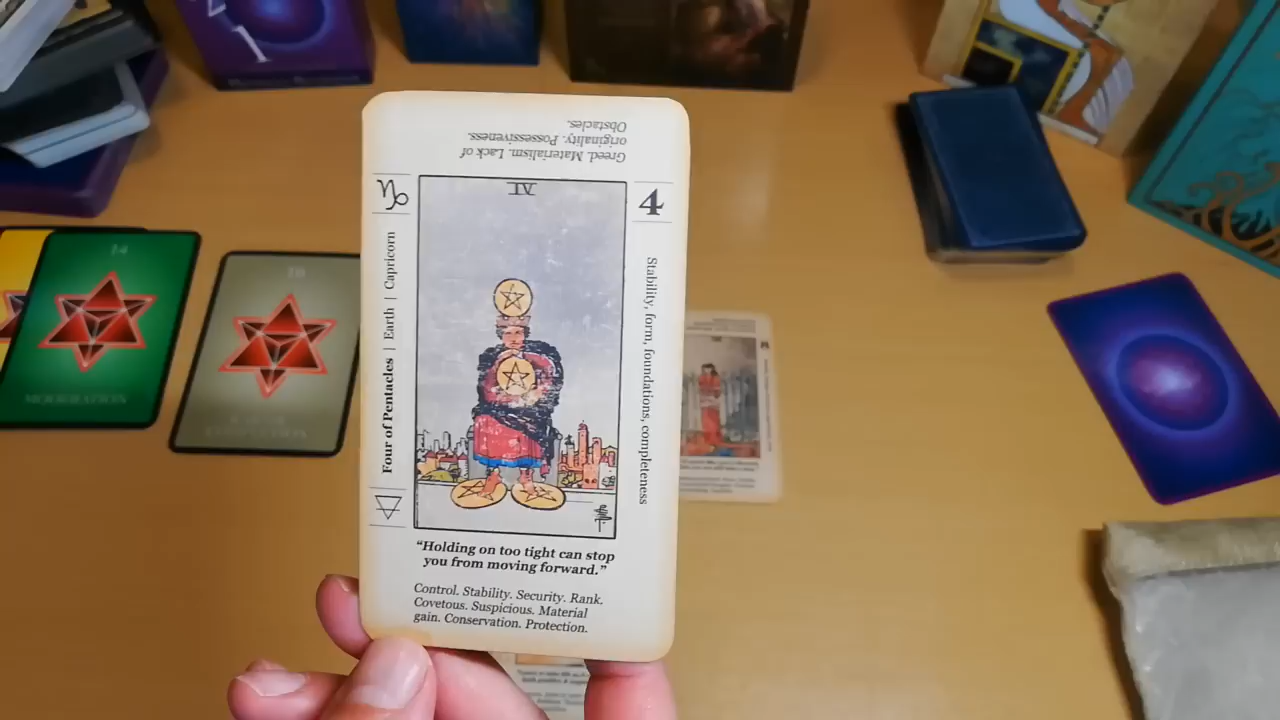 Greed. Materialism. Lack of
originality. Possessiveness.
Obstacles.
IV
4
Four of Pentacles | Earth | Capricorn
Stability, form, foundations, completeness
“Holding on too tight can stop
you from moving forward.”
Control. Stability. Security. Rank.
Covetous. Suspicious. Material
gain. Conservation. Protection.
1
14